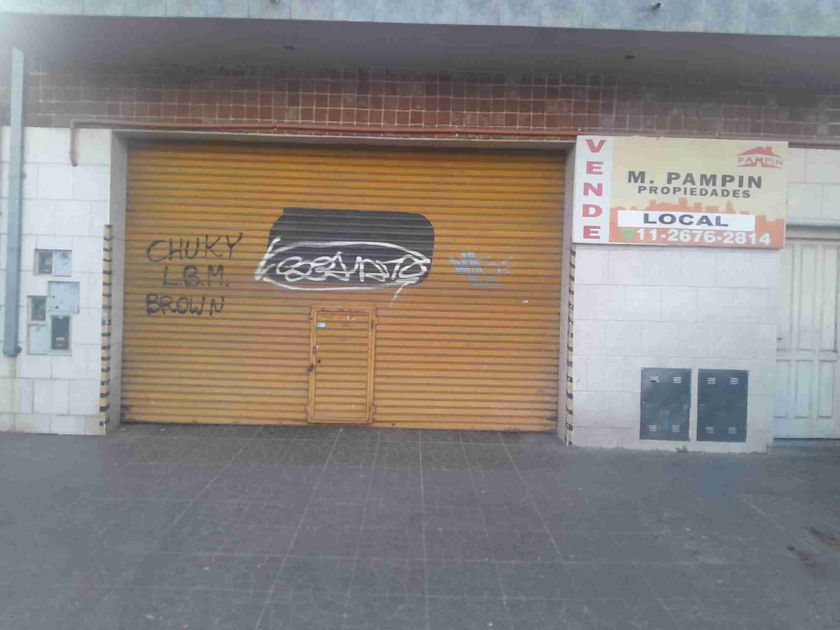 CHUKY
L.B.M.
BROWN
VENDE
PAMPIN
M. PAMPIN
PROPIEDADES
LOCAL
11-2676-2814